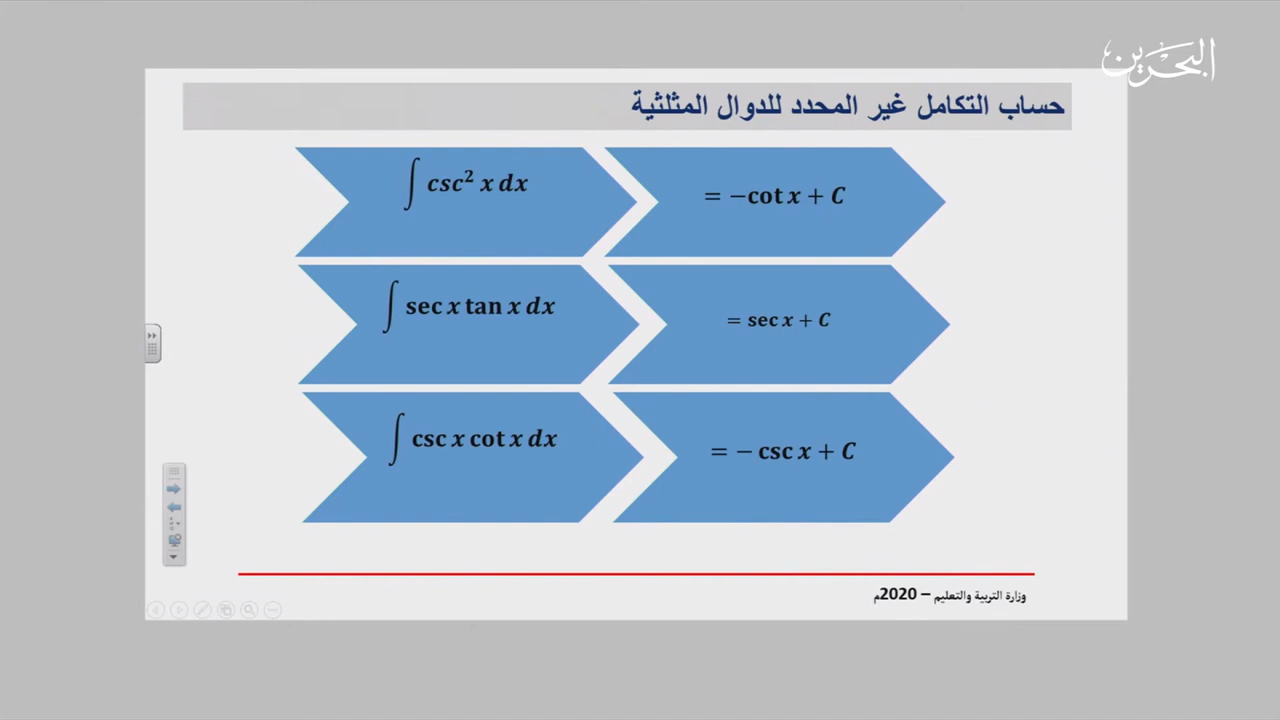 البحرين
حساب التكامل غير المحدد للدوال المثلثية
∫ csc² x dx = −cot x + C
∫ sec x tan x dx = sec x + C
∫ csc x cot x dx = − csc x + C
وزارة التربية والتعليم – 2020م